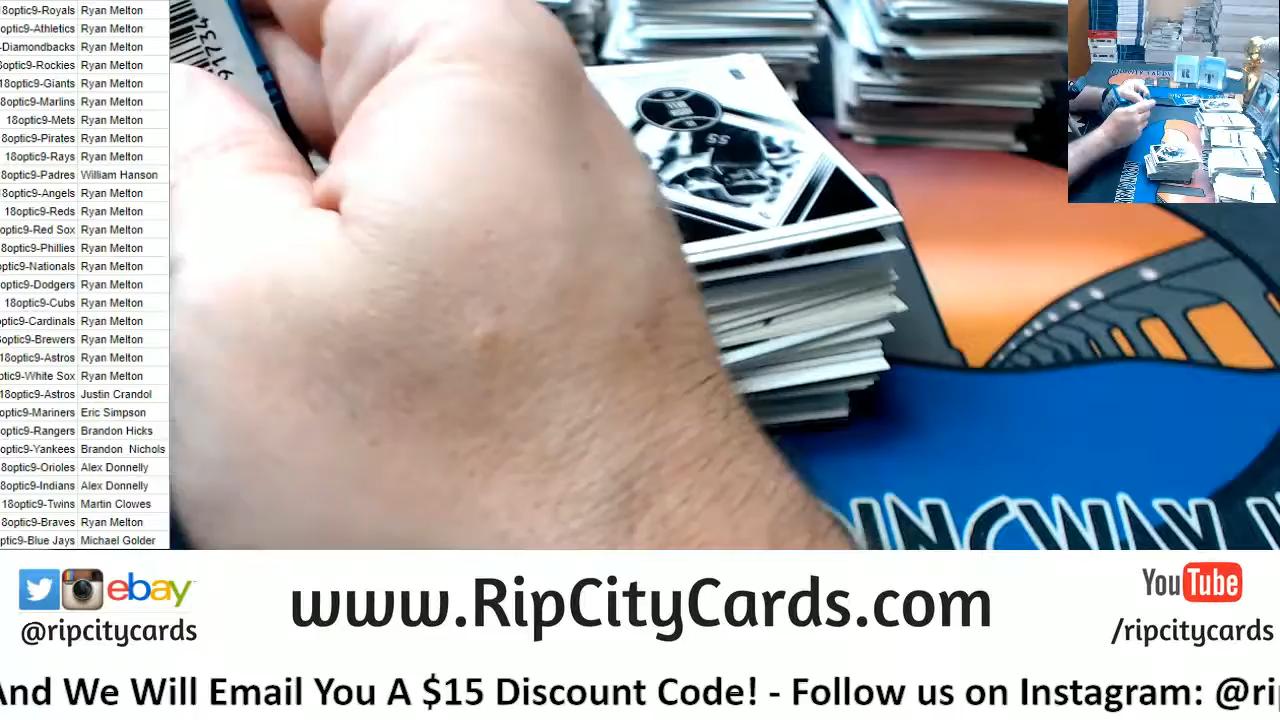 8optic9-Royals Ryan Melton
optic9-Athletics Ryan Melton
-Diamondbacks Ryan Melton
optic9-Rockies Ryan Melton
18optic9-Giants Ryan Melton
8optic9-Marlins Ryan Melton
18optic9-Mets Ryan Melton
8optic9-Pirates Ryan Melton
18optic9-Rays Ryan Melton
8optic9-Padres William Hanson
8optic9-Angels Ryan Melton
18optic9-Reds Ryan Melton
optic9-Red Sox Ryan Melton
8optic9-Phillies Ryan Melton
optic9-Nationals Ryan Melton
optic9-Dodgers Ryan Melton
18optic9-Cubs Ryan Melton
optic9-Cardinals Ryan Melton
optic9-Brewers Ryan Melton
18optic9-Astros Ryan Melton
ptic9-White Sox Ryan Melton
18optic9-Astros Justin Crandol
optic9-Mariners Eric Simpson
optic9-Rangers Brandon Hicks
optic9-Yankees Brandon Nichols
8optic9-Orioles Alex Donnelly
8optic9-Indians Alex Donnelly
18optic9-Twins Martin Clowes
8optic9-Braves Ryan Melton
ptic9-Blue Jays Michael Golder
91734
55
ebay
@ripcitycards
www.RipCityCards.com
YouTube
/ripcitycards
And We Will Email You A $15 Discount Code! - Follow us on Instagram: @rip